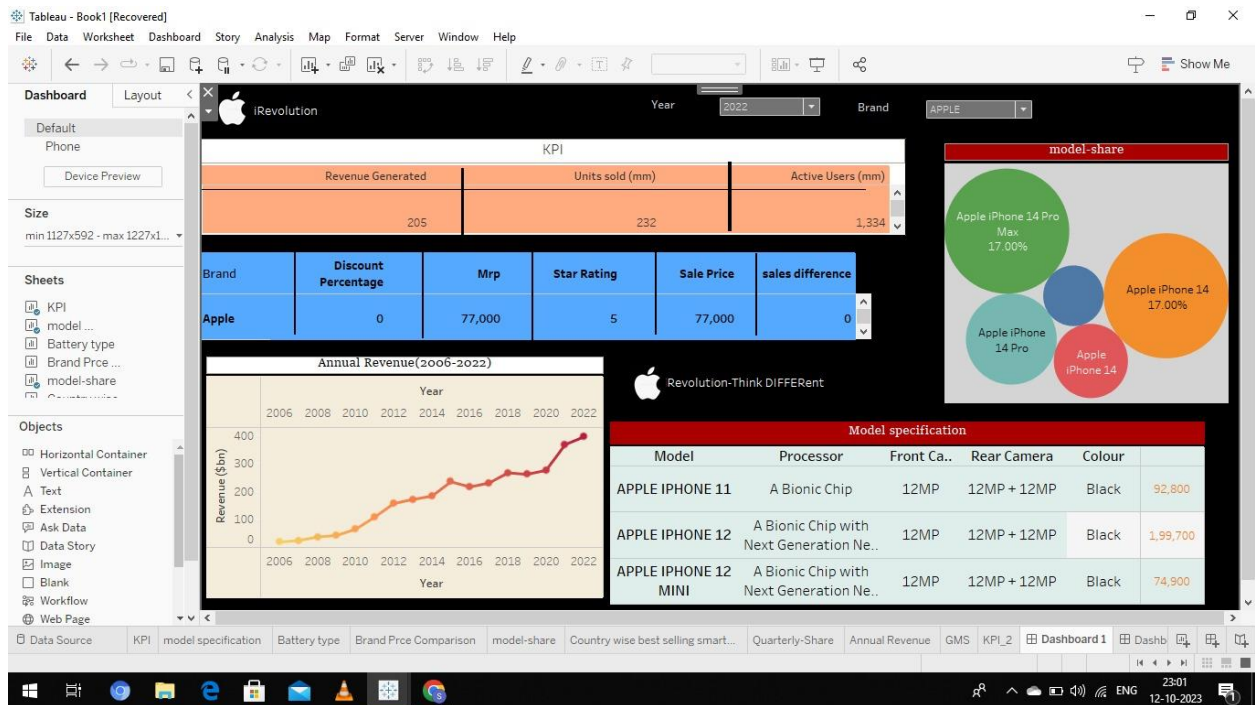 Tableau - Book1 [Recovered]
File Data Worksheet Dashboard Story Analysis Map Format Server Window Help
Show Me
Dashboard Layout
Default
Phone
Device Preview
Size
min 1127x592 - max 1227x1...
Sheets
KPI
model ...
Battery type
Brand Prce ...
model-share
Objects
Horizontal Container
Vertical Container
Text
Extension
Ask Data
Data Story
Image
Blank
Workflow
Web Page
iRevolution
Year 2022 Brand APPLE
KPI
Revenue Generated Units sold (mm) Active Users (mm)
205 232 1,334
Brand Discount Percentage Mrp Star Rating Sale Price sales difference
Apple 0 77,000 5 77,000 0
model-share
Apple iPhone 14 Pro
Max
17.00%
Apple iPhone 14
17.00%
Apple iPhone
14 Pro
Apple
iPhone 14
Annual Revenue(2006-2022)
Year
2006 2008 2010 2012 2014 2016 2018 2020 2022
Revenue ($bn)
400
300
200
100
0
2006 2008 2010 2012 2014 2016 2018 2020 2022
Year
Revolution-Think DIFFERent
Model specification
Model Processor Front Ca.. Rear Camera Colour
APPLE IPHONE 11 A Bionic Chip 12MP 12MP + 12MP Black 92,800
APPLE IPHONE 12 A Bionic Chip with Next Generation Ne.. 12MP 12MP + 12MP Black 1,99,700
APPLE IPHONE 12 MINI A Bionic Chip with Next Generation Ne.. 12MP 12MP + 12MP Black 74,900
Data Source KPI model specification Battery type Brand Prce Comparison model-share Country wise best selling smart... Quarterly-Share Annual Revenue GMS KPI_2 Dashboard 1 Dashb
ENG 23:01
12-10-2023